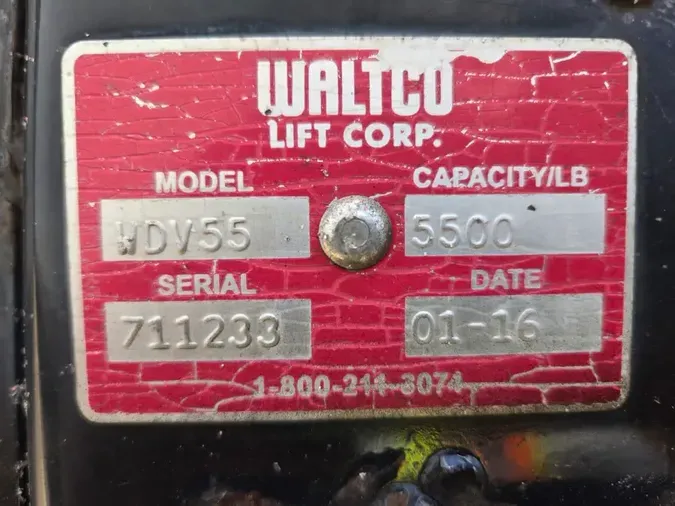 WALTCO
LIFT CORP.
MODEL CAPACITY/LB
WDV55 5500
SERIAL DATE
711233 01-16
1-800-211-3074